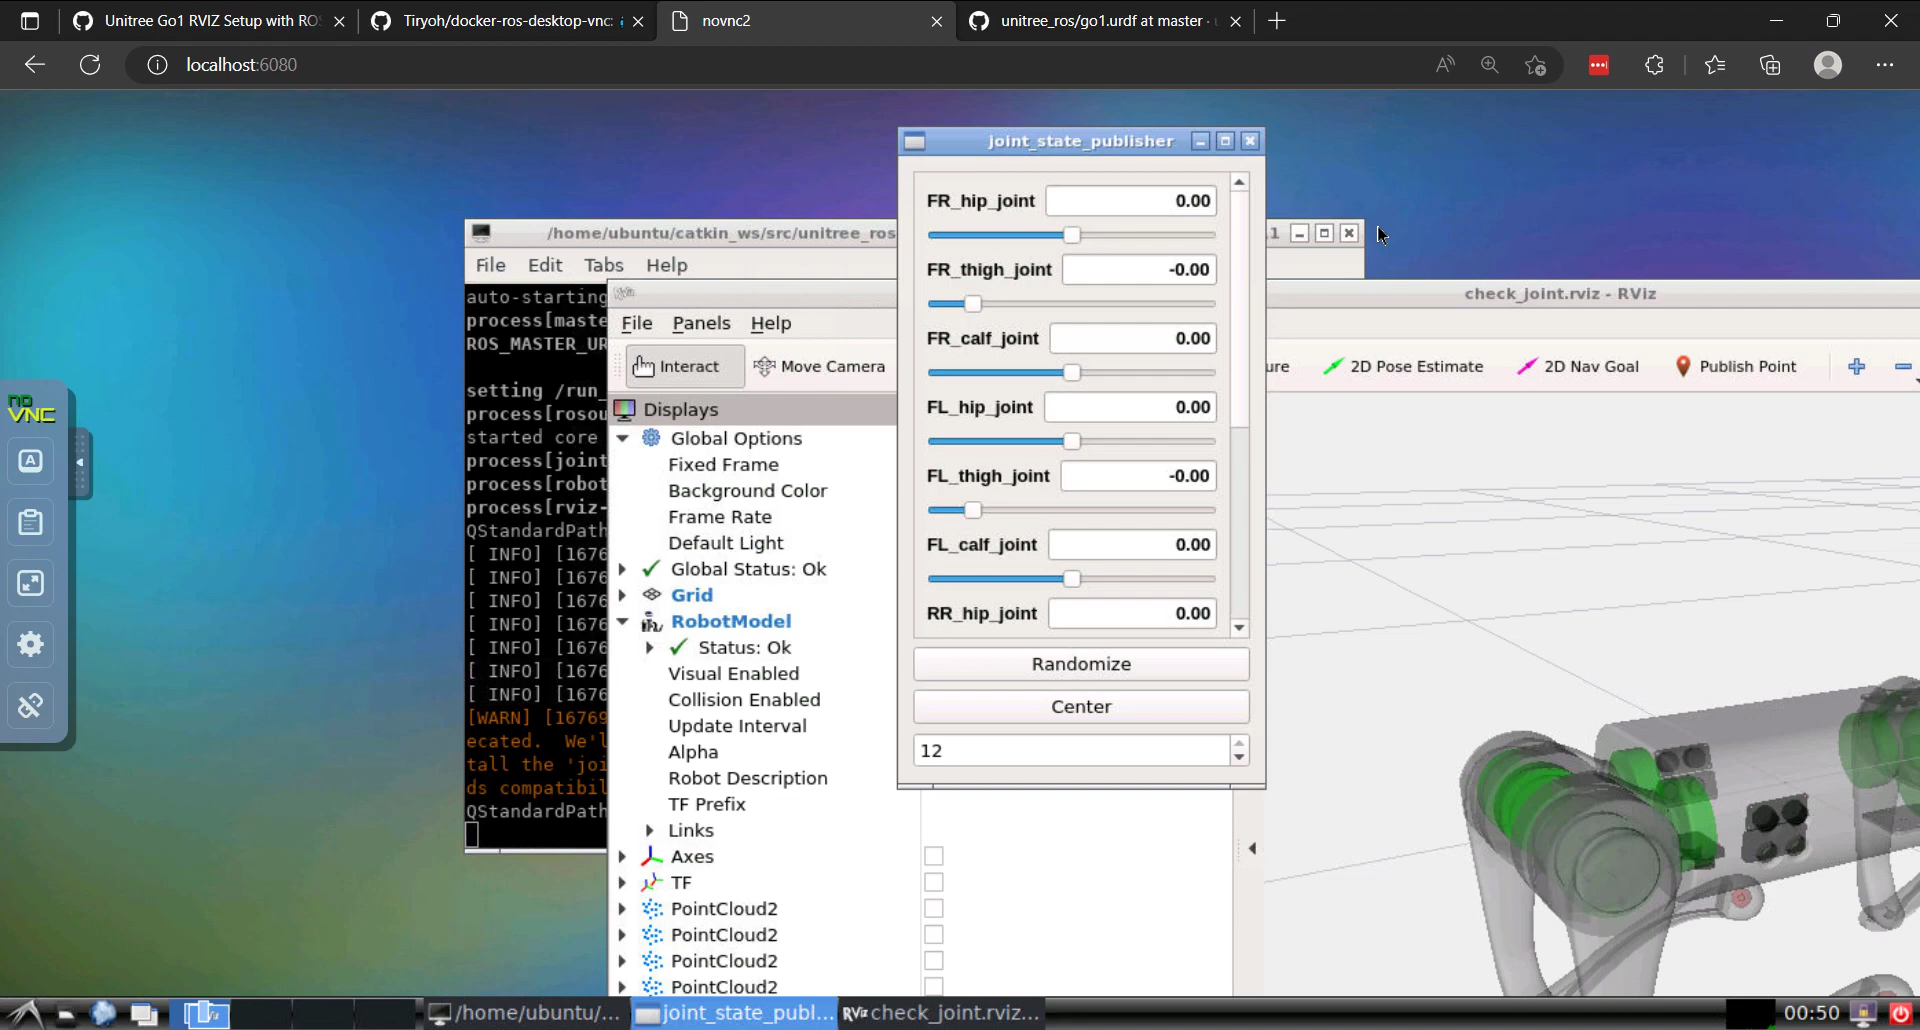 Unitree Go1 RVIZ Setup with RO
Tiryoh/docker-ros-desktop-vnc:
novnc2
unitree_ros/go1.urdf at master ·
localhost:6080
joint_state_publisher
FR_hip_joint 0.00
FR_thigh_joint -0.00
FR_calf_joint 0.00
FL_hip_joint 0.00
FL_thigh_joint -0.00
FL_calf_joint 0.00
RR_hip_joint 0.00
Randomize
Center
12
/home/ubuntu/catkin_ws/src/unitree_ros
1
File Edit Tabs Help
auto-starting
process[maste
ROS_MASTER_UR
setting /run_
process[rosou
started core
process[joint
process[robot
process[rviz-
QStandardPath
[ INFO] [1676
[ INFO] [1676
[ INFO] [1676
[ INFO] [1676
[ INFO] [1676
[ INFO] [1676
[ INFO] [1676
[WARN] [16769
ecated. We'l
tall the 'joi
ds compatibil
QStandardPath
RViz
check_joint.rviz - RViz
File Panels Help
Interact Move Camera ure 2D Pose Estimate 2D Nav Goal Publish Point
Displays
Global Options
Fixed Frame
Background Color
Frame Rate
Default Light
Global Status: Ok
Grid
RobotModel
Status: Ok
Visual Enabled
Collision Enabled
Update Interval
Alpha
Robot Description
TF Prefix
Links
Axes
TF
PointCloud2
PointCloud2
PointCloud2
PointCloud2
no
VNC
A
/home/ubuntu/...
joint_state_publ...
RViz check_joint.rviz...
00:50